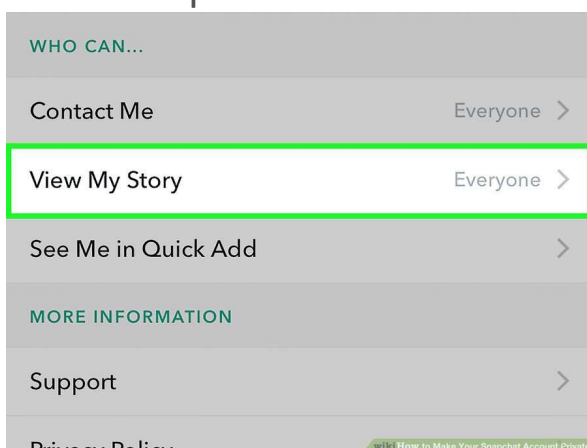 WHO CAN...
Contact Me Everyone
View My Story Everyone
See Me in Quick Add
MORE INFORMATION
Support
Privacy Policy
wikiHow to Make Your Snapchat Account Private